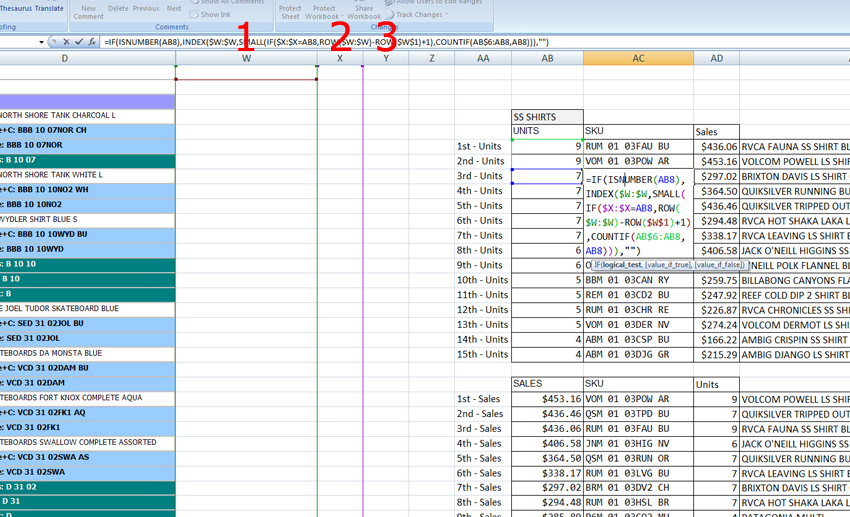 Thesaurus Translate
New Comment Delete Previous Next
Show All Comments
Show Ink
Protect Sheet Protect Workbook Share Workbook
Allow Users to Edit Ranges
Track Changes
Comments
Changes
1 2 3
=IF(ISNUMBER(AB8),INDEX($W:$W,SMALL(IF($X:$X=AB8,ROW($W:$W)-ROW($W$1)+1),COUNTIF(AB$6:AB8,AB8))),"")
D W X Y Z AA AB AC AD
NORTH SHORE TANK CHARCOAL L
e+C: BBB 10 07NOR CH
e: BBB 10 07NOR
s: B 10 07
NORTH SHORE TANK WHITE L
e+C: BBB 10 10NO2 WH
e: BBB 10 10NO2
WYDLER SHIRT BLUE S
e+C: BBB 10 10WYD BU
e: BBB 10 10WYD
s: B 10 10
B 10
: B
E JOEL TUDOR SKATEBOARD BLUE
e+C: SED 31 02JOL BU
e: SED 31 02JOL
TEBOARDS DA MONSTA BLUE
e+C: VCD 31 02DAM BU
e: VCD 31 02DAM
TEBOARDS FORT KNOX COMPLETE AQUA
e+C: VCD 31 02FK1 AQ
e: VCD 31 02FK1
TEBOARDS SWALLOW COMPLETE ASSORTED
e+C: VCD 31 02SWA AS
e: VCD 31 02SWA
s: D 31 02
D 31
: D
SS SHIRTS
UNITS SKU Sales
1st - Units 9 RUM 01 03FAU BU $436.06 RVCA FAUNA SS SHIRT BL
2nd - Units 9 VOM 01 03POW AR $453.16 VOLCOM POWELL LS SHIR
3rd - Units 7 $297.02 BRIXTON DAVIS LS SHIRT
4th - Units 7 $364.50 QUIKSILVER RUNNING BU
5th - Units 7 $436.46 QUIKSILVER TRIPPED OUT
6th - Units 7 $294.48 RVCA HOT SHAKA LAKA L
7th - Units 7 $338.17 RVCA LEAVING LS SHIRT
8th - Units 6 $406.58 JACK O'NEILL HIGGINS SS
=IF(ISNUMBER(AB8),
INDEX($W:$W,SMALL(
IF($X:$X=AB8,ROW(
$W:$W)-ROW($W$1)+1)
,COUNTIF(AB$6:AB8,
AB8))),"")
IF(logical_test, [value_if_true], [value_if_false])
9th - Units 6 O NEILL POLK FLANNEL B
10th - Units 5 BBM 01 03CAN RY $259.75 BILLABONG CANYONS FLA
11th - Units 5 REM 01 03CD2 BU $247.92 REEF COLD DIP 2 SHIRT BL
12th - Units 5 RUM 01 03CHR RE $226.87 RVCA CHRONICLES SS SHIR
13th - Units 5 VOM 01 03DER NV $274.24 VOLCOM DERMOT LS SHIR
14th - Units 4 ABM 01 03CSP BU $166.22 AMBIG CRISPIN SS SHIRT
15th - Units 4 ABM 01 03DJG GR $215.29 AMBIG DJANGO LS SHIRT
SALES SKU Units
1st - Sales $453.16 VOM 01 03POW AR 9 VOLCOM POWELL LS SHIR
2nd - Sales $436.46 QSM 01 03TPD BU 7 QUIKSILVER TRIPPED OUT
3rd - Sales $436.06 RUM 01 03FAU BU 9 RVCA FAUNA SS SHIRT BL
4th - Sales $406.58 JNM 01 03HIG NV 6 JACK O'NEILL HIGGINS SS
5th - Sales $364.50 QSM 01 03RUN OR 7 QUIKSILVER RUNNING BU
6th - Sales $338.17 RUM 01 03LVG BU 7 RVCA LEAVING LS SHIRT
7th - Sales $297.02 BRM 01 03DV2 CH 7 BRIXTON DAVIS LS SHIRT
8th - Sales $294.48 RUM 01 03HSL BR 7 RVCA HOT SHAKA LAKA L